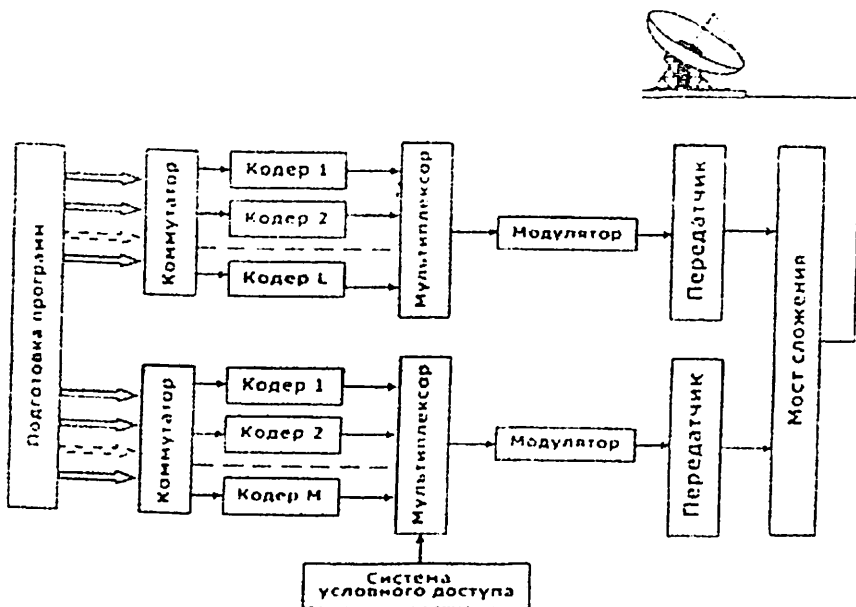 Подготовка программ
Коммутатор
Кодер 1
Кодер 2
Кодер L
Мультиплексор
Модулятор
Передатчик
Мост сложения
Коммутатор
Кодер 1
Кодер 2
Кодер М
Мультиплексор
Модулятор
Передатчик
Система
условного доступа